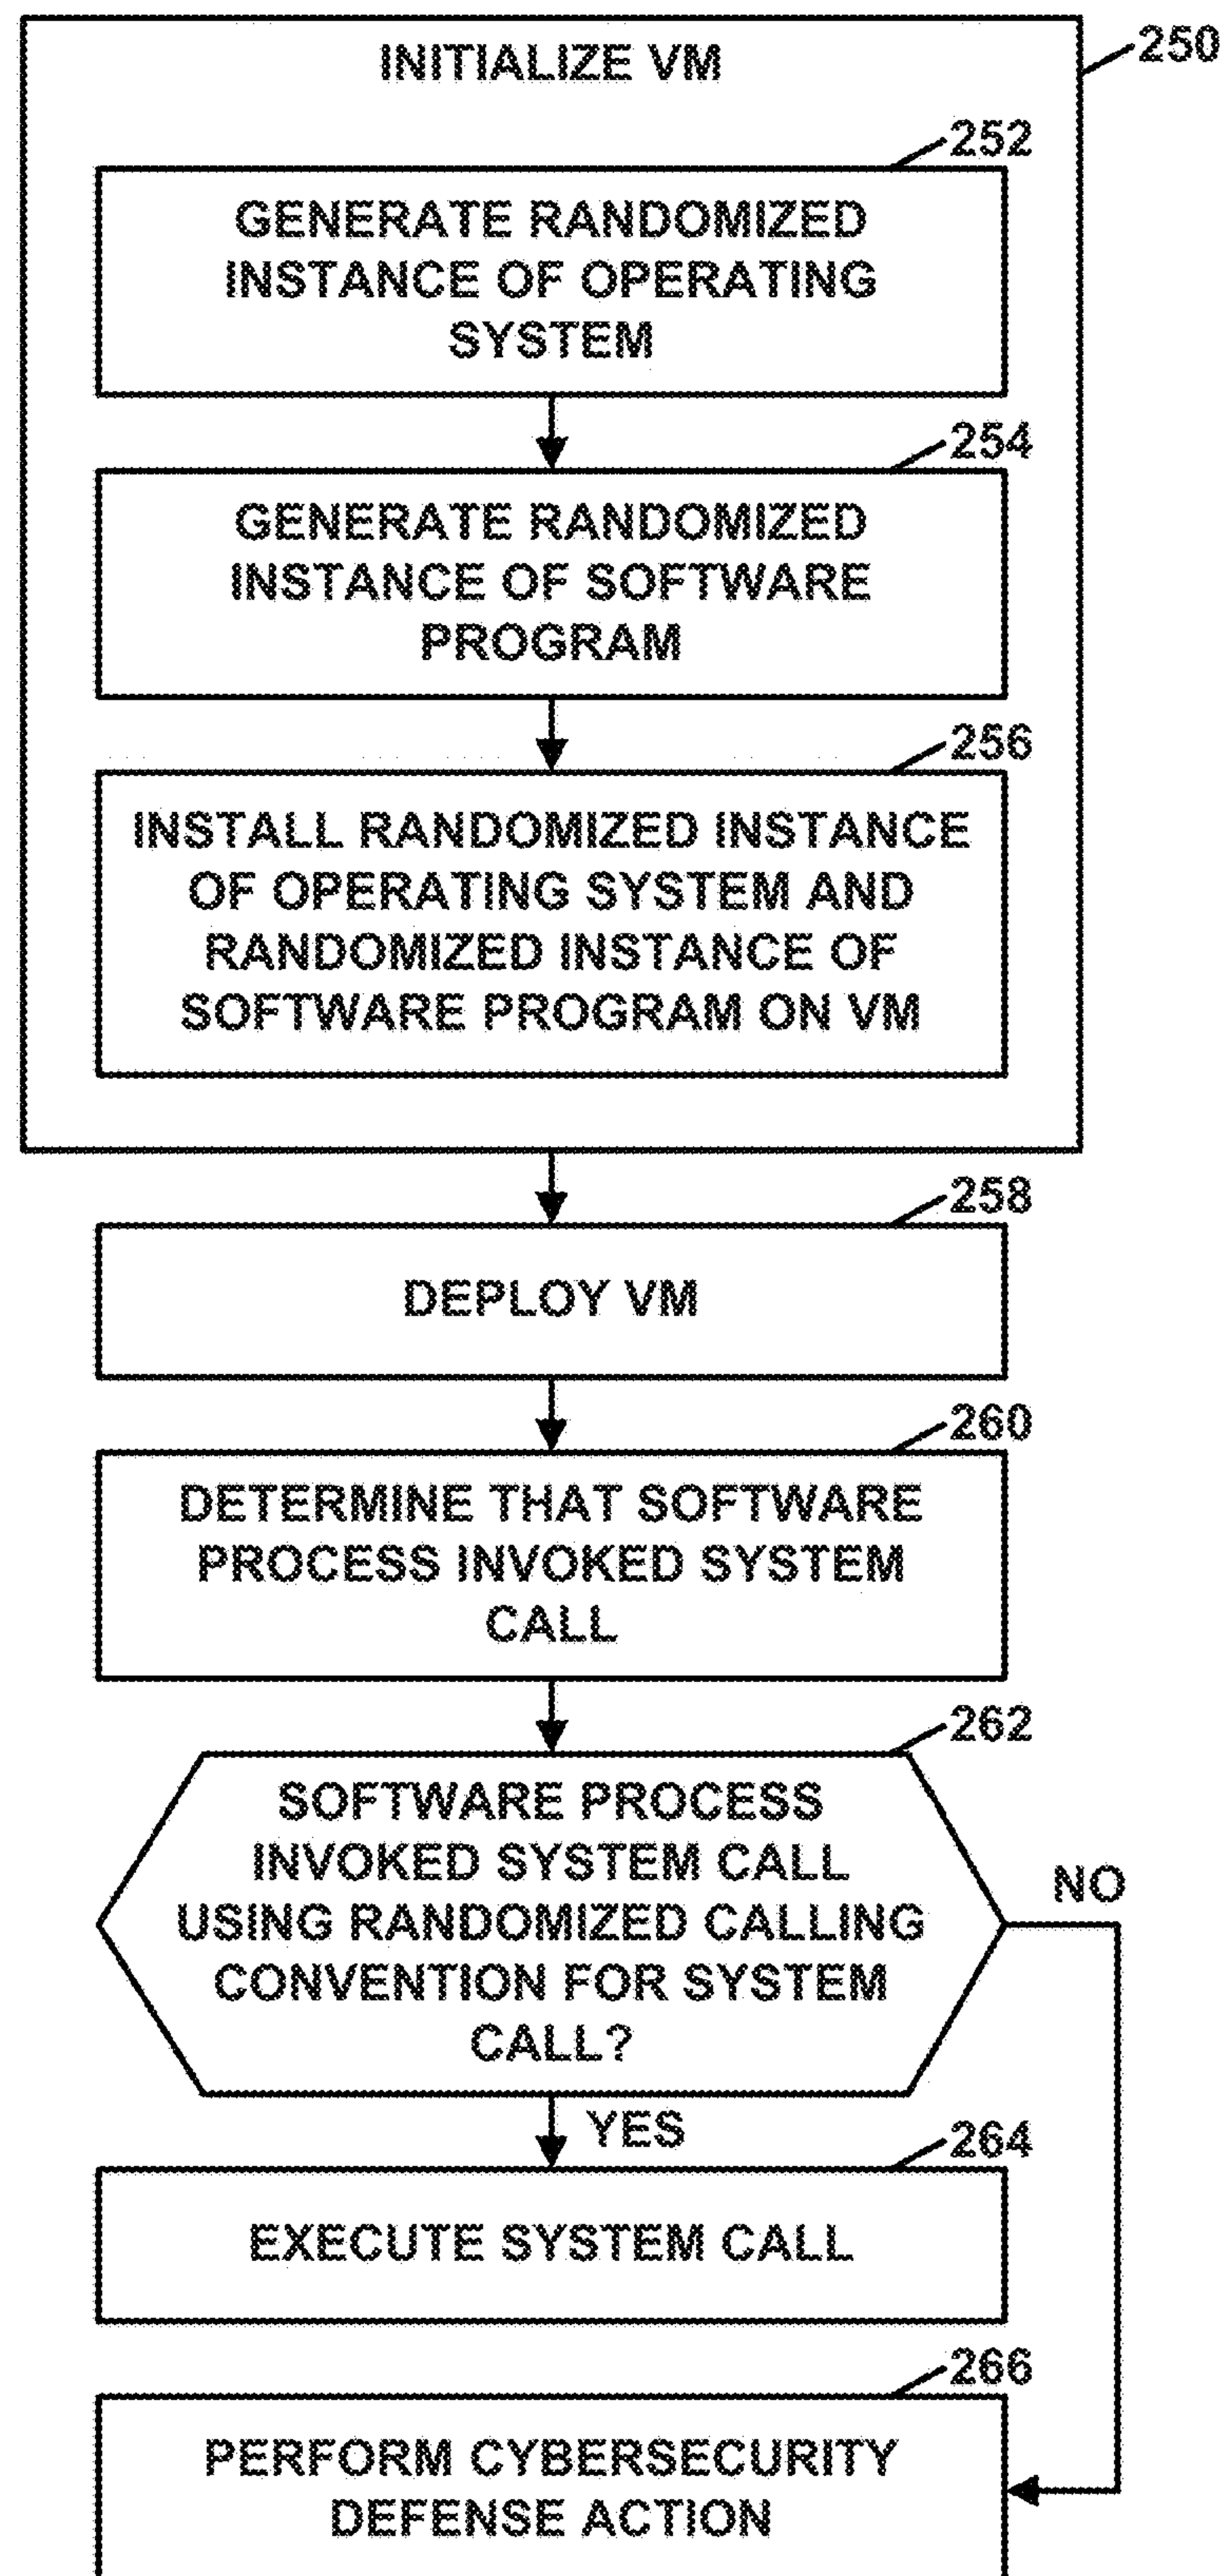 INITIALIZE VM
250
252
GENERATE RANDOMIZED
INSTANCE OF OPERATING
SYSTEM
254
GENERATE RANDOMIZED
INSTANCE OF SOFTWARE
PROGRAM
256
INSTALL RANDOMIZED INSTANCE
OF OPERATING SYSTEM AND
RANDOMIZED INSTANCE OF
SOFTWARE PROGRAM ON VM
258
DEPLOY VM
260
DETERMINE THAT SOFTWARE
PROCESS INVOKED SYSTEM
CALL
262
SOFTWARE PROCESS
INVOKED SYSTEM CALL
USING RANDOMIZED CALLING
CONVENTION FOR SYSTEM
CALL?
NO
YES
264
EXECUTE SYSTEM CALL
266
PERFORM CYBERSECURITY
DEFENSE ACTION